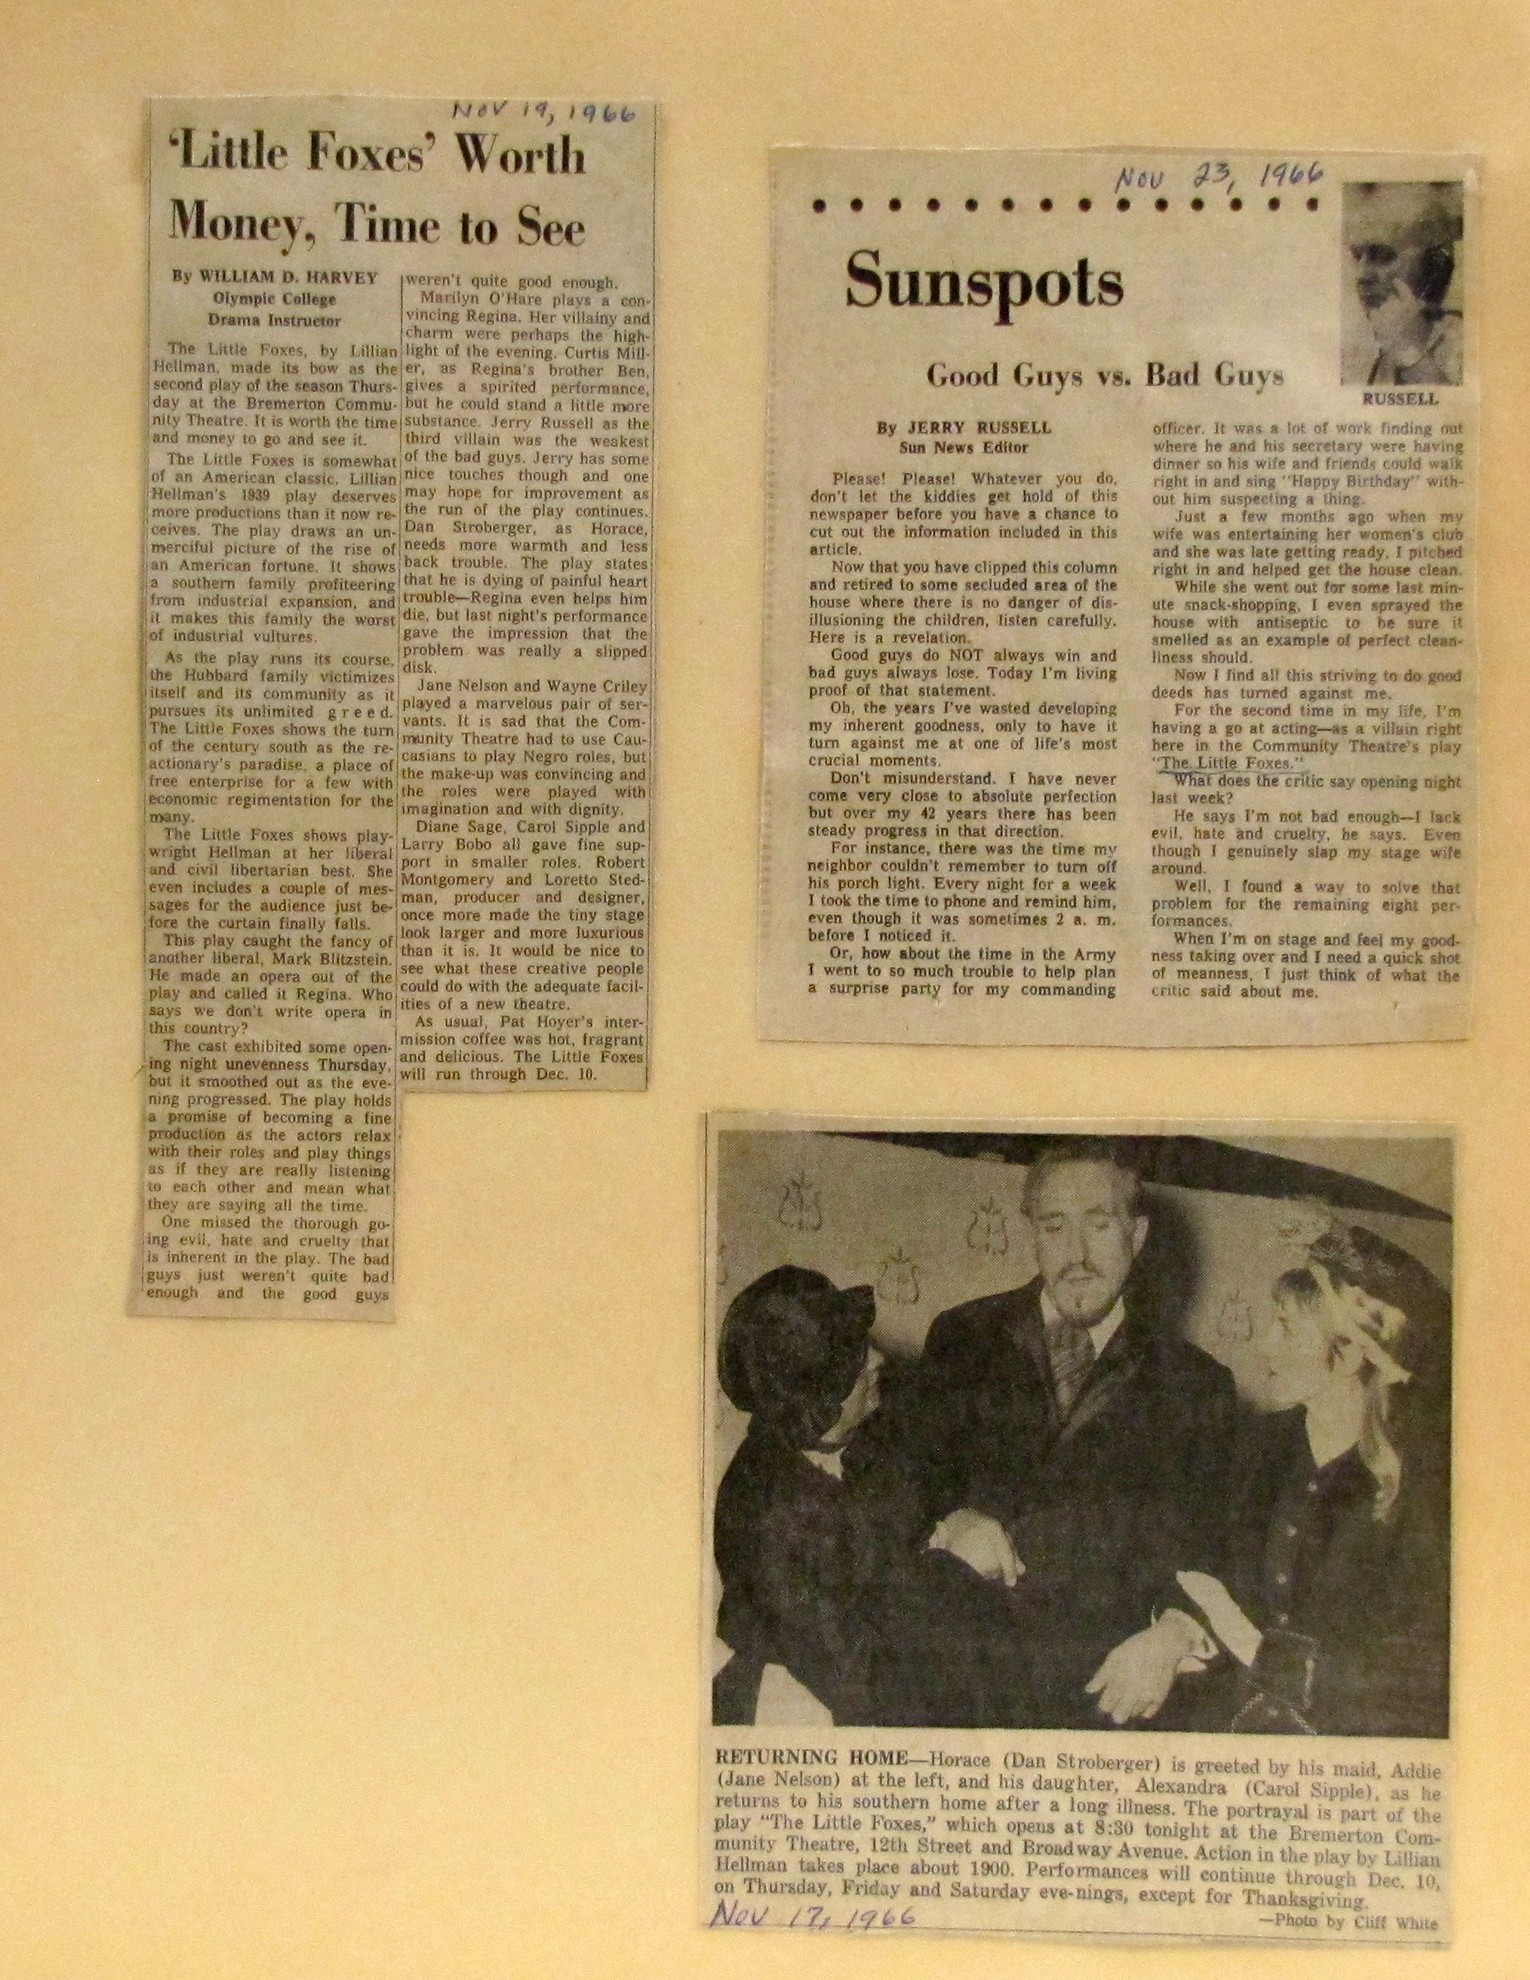 Nov 19, 1966
'Little Foxes' Worth
Money, Time to See
By WILLIAM D. HARVEY
Olympic College
Drama Instructor
The Little Foxes, by Lillian
Hellman, made its bow as the
second play of the season Thurs-
day at the Bremerton Commu-
nity Theatre. It is worth the time
and money to go and see it.
The Little Foxes is somewhat
of an American classic. Lillian
Hellman's 1939 play deserves
more productions than it now re-
ceives. The play draws an un-
merciful picture of the rise of
an American fortune. It shows
a southern family profiteering
from industrial expansion, and
it makes this family the worst
of industrial vultures.
As the play runs its course,
the Hubbard family victimizes
itself and its community as it
pursues its unlimited greed.
The Little Foxes shows the turn
of the century south as the re-
actionary's paradise, a place of
free enterprise for a few with
economic regimentation for the
many.
The Little Foxes shows play-
wright Hellman at her liberal
and civil libertarian best. She
even includes a couple of mes-
sages for the audience just be-
fore the curtain finally falls.
This play caught the fancy of
another liberal, Mark Blitzstein.
He made an opera out of the
play and called it Regina. Who
says we don't write opera in
this country?
The cast exhibited some open-
ing night unevenness Thursday,
but it smoothed out as the eve-
ning progressed. The play holds
a promise of becoming a fine
production as the actors relax
with their roles and play things
as if they are really listening
to each other and mean what
they are saying all the time.
One missed the thorough go-
ing evil, hate and cruelty that
is inherent in the play. The bad
guys just weren't quite bad
enough and the good guys
weren't quite good enough.
Marilyn O'Hare plays a con-
vincing Regina. Her villainy and
charm were perhaps the high-
light of the evening. Curtis Mill-
er, as Regina's brother Ben,
gives a spirited performance,
but he could stand a little more
substance. Jerry Russell as the
third villain was the weakest
of the bad guys. Jerry has some
nice touches though and one
may hope for improvement as
the run of the play continues.
Dan Stroberger, as Horace,
needs more warmth and less
back trouble. The play states
that he is dying of painful heart
trouble—Regina even helps him
die, but last night's performance
gave the impression that the
problem was really a slipped
disk.
Jane Nelson and Wayne Criley
played a marvelous pair of ser-
vants. It is sad that the Com-
munity Theatre had to use Cau-
casians to play Negro roles, but
the make-up was convincing and
the roles were played with
imagination and with dignity.
Diane Sage, Carol Sipple and
Larry Bobo all gave fine sup-
port in smaller roles. Robert
Montgomery and Loretto Sted-
man, producer and designer,
once more made the tiny stage
look larger and more luxurious
than it is. It would be nice to
see what these creative people
could do with the adequate facil-
ities of a new theatre.
As usual, Pat Hoyer's inter-
mission coffee was hot, fragrant
and delicious. The Little Foxes
will run through Dec. 10.
Nov 23, 1966
Sunspots
Good Guys vs. Bad Guys
RUSSELL
By JERRY RUSSELL
Sun News Editor
Please! Please! Whatever you do,
don't let the kiddies get hold of this
newspaper before you have a chance to
cut out the information included in this
article.
Now that you have clipped this column
and retired to some secluded area of the
house where there is no danger of dis-
illusioning the children, listen carefully.
Here is a revelation.
Good guys do NOT always win and
bad guys always lose. Today I'm living
proof of that statement.
Oh, the years I've wasted developing
my inherent goodness, only to have it
turn against me at one of life's most
crucial moments.
Don't misunderstand. I have never
come very close to absolute perfection
but over my 42 years there has been
steady progress in that direction.
For instance, there was the time my
neighbor couldn't remember to turn off
his porch light. Every night for a week
I took the time to phone and remind him,
even though it was sometimes 2 a. m.
before I noticed it.
Or, how about the time in the Army
I went to so much trouble to help plan
a surprise party for my commanding
officer. It was a lot of work finding out
where he and his secretary were having
dinner so his wife and friends could walk
right in and sing "Happy Birthday" with-
out him suspecting a thing.
Just a few months ago when my
wife was entertaining her women's club
and she was late getting ready, I pitched
right in and helped get the house clean.
While she went out for some last min-
ute snack-shopping, I even sprayed the
house with antiseptic to be sure it
smelled as an example of perfect clean-
liness should.
Now I find all this striving to do good
deeds has turned against me.
For the second time in my life, I'm
having a go at acting—as a villain right
here in the Community Theatre's play
"The Little Foxes."
What does the critic say opening night
last week?
He says I'm not bad enough—I lack
evil, hate and cruelty, he says. Even
though I genuinely slap my stage wife
around.
Well, I found a way to solve that
problem for the remaining eight per-
formances.
When I'm on stage and feel my good-
ness taking over and I need a quick shot
of meanness, I just think of what the
critic said about me.
RETURNING HOME—Horace (Dan Stroberger) is greeted by his maid, Addie
(Jane Nelson) at the left, and his daughter, Alexandra (Carol Sipple), as he
returns to his southern home after a long illness. The portrayal is part of the
play "The Little Foxes," which opens at 8:30 tonight at the Bremerton Com-
munity Theatre, 12th Street and Broadway Avenue. Action in the play by Lillian
Hellman takes place about 1900. Performances will continue through Dec. 10,
on Thursday, Friday and Saturday eve-nings, except for Thanksgiving.
—Photo by Cliff White
Nov 17, 1966